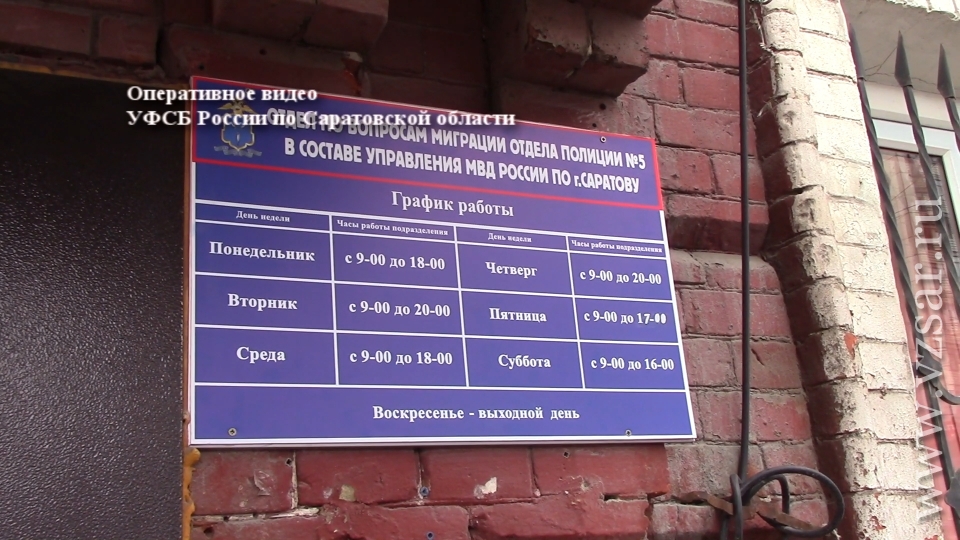 Оперативное видео
УФСБ России по Саратовской области
ОТДЕЛ ПО ВОПРОСАМ МИГРАЦИИ ОТДЕЛА ПОЛИЦИИ №5
В СОСТАВЕ УПРАВЛЕНИЯ МВД РОССИИ ПО г.САРАТОВУ
График работы
День недели Часы работы подразделения День недели Часы работы подразделения
Понедельник с 9-00 до 18-00 Четверг с 9-00 до 20-00
Вторник с 9-00 до 20-00 Пятница с 9-00 до 17-00
Среда с 9-00 до 18-00 Суббота с 9-00 до 16-00
Воскресенье - выходной день
www.vzsar.ru